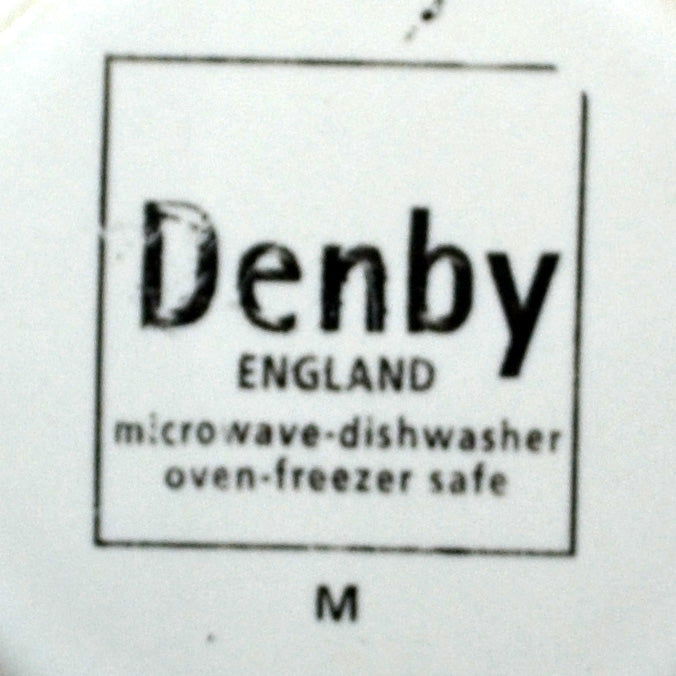 Denby
ENGLAND
microwave-dishwasher
oven-freezer safe
M